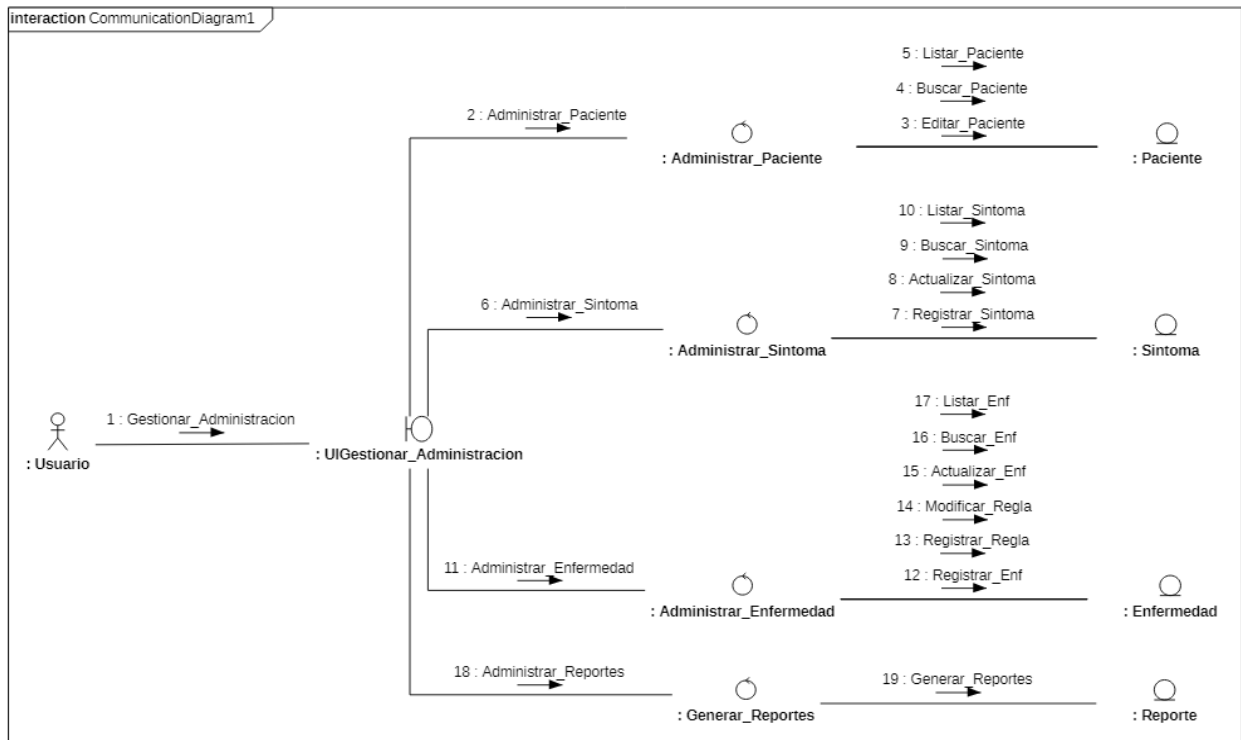 interaction CommunicationDiagram1
5 : Listar_Paciente
4 : Buscar_Paciente
2 : Administrar_Paciente
3 : Editar_Paciente
: Administrar_Paciente
: Paciente
10 : Listar_Sintoma
9 : Buscar_Sintoma
8 : Actualizar_Sintoma
6 : Administrar_Sintoma
7 : Registrar_Sintoma
: Administrar_Sintoma
: Sintoma
17 : Listar_Enf
1 : Gestionar_Administracion
16 : Buscar_Enf
: Usuario
: UIGestionar_Administracion
15 : Actualizar_Enf
14 : Modificar_Regla
13 : Registrar_Regla
11 : Administrar_Enfermedad
12 : Registrar_Enf
: Administrar_Enfermedad
: Enfermedad
18 : Administrar_Reportes
19 : Generar_Reportes
: Generar_Reportes
: Reporte